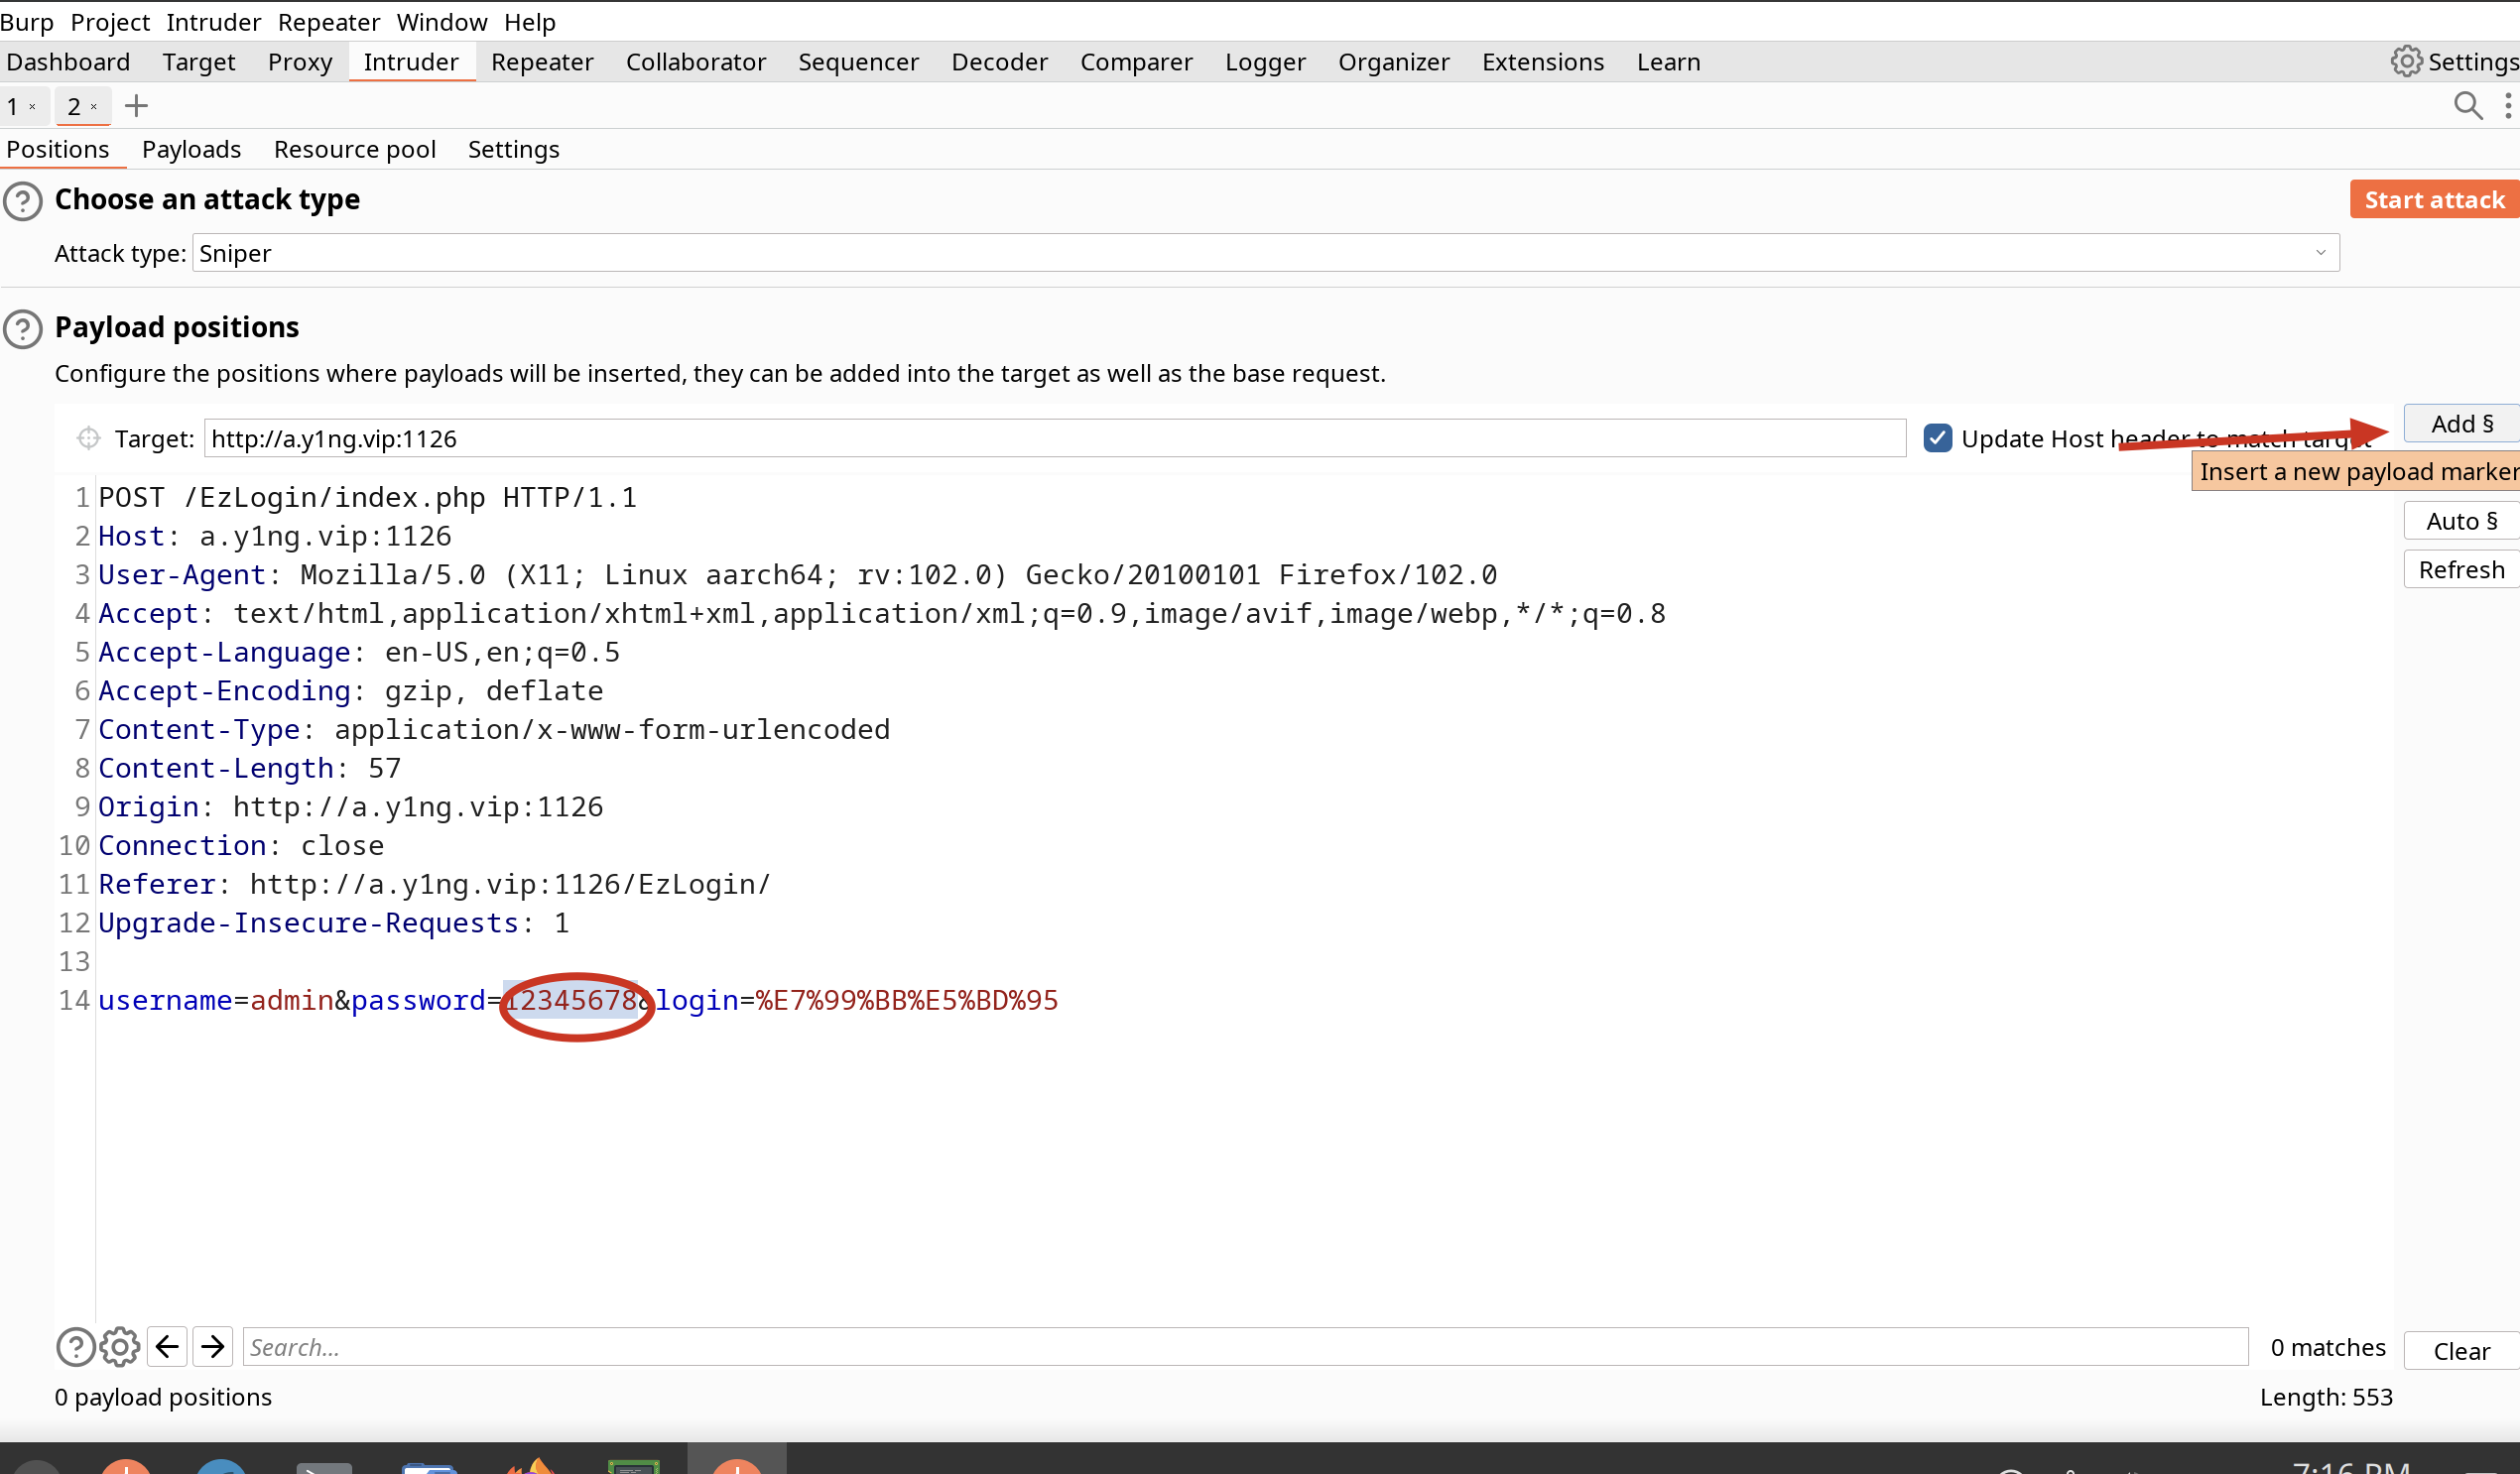 Burp Project Intruder Repeater Window Help
Dashboard Target Proxy Intruder Repeater Collaborator Sequencer Decoder Comparer Logger Organizer Extensions Learn Settings
1 × 2 × +
Positions Payloads Resource pool Settings
Choose an attack type
Start attack
Attack type: Sniper
Payload positions
Configure the positions where payloads will be inserted, they can be added into the target as well as the base request.
Target: http://a.y1ng.vip:1126
Update Host header to match target
Add §
Insert a new payload marker
Auto §
Refresh
1 POST /EzLogin/index.php HTTP/1.1
2 Host: a.y1ng.vip:1126
3 User-Agent: Mozilla/5.0 (X11; Linux aarch64; rv:102.0) Gecko/20100101 Firefox/102.0
4 Accept: text/html,application/xhtml+xml,application/xml;q=0.9,image/avif,image/webp,*/*;q=0.8
5 Accept-Language: en-US,en;q=0.5
6 Accept-Encoding: gzip, deflate
7 Content-Type: application/x-www-form-urlencoded
8 Content-Length: 57
9 Origin: http://a.y1ng.vip:1126
10 Connection: close
11 Referer: http://a.y1ng.vip:1126/EzLogin/
12 Upgrade-Insecure-Requests: 1
13
14 username=admin&password=12345678&login=%E7%99%BB%E5%BD%95
Search...
0 matches
Clear
0 payload positions
Length: 553
7:16 PM